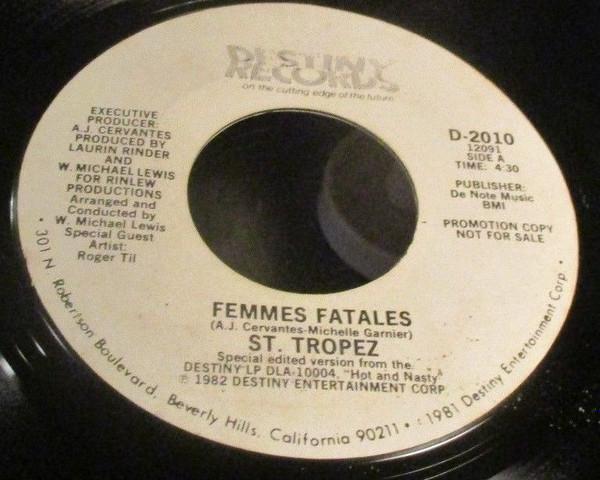 DESTINY
RECORDS
on the cutting edge of the future
EXECUTIVE
PRODUCER:
A.J. CERVANTES
PRODUCED BY
LAURIN RINDER
AND
W. MICHAEL LEWIS
FOR RINLEW
PRODUCTIONS
Arranged and
Conducted by
W. Michael Lewis
Special Guest
Artist:
Roger Til
D-2010
12091
SIDE A
TIME: 4:30
PUBLISHER:
De Note Music
BMI
PROMOTION COPY
NOT FOR SALE
FEMMES FATALES
(A.J. Cervantes-Michelle Garnier)
ST. TROPEZ
Special edited version from the
DESTINY LP DLA-10004, "Hot and Nasty"
℗ 1982 DESTINY ENTERTAINMENT CORP.
• 301 N. Robertson Boulevard, Beverly Hills, California 90211 • © 1981 Destiny Entertainment Corp •